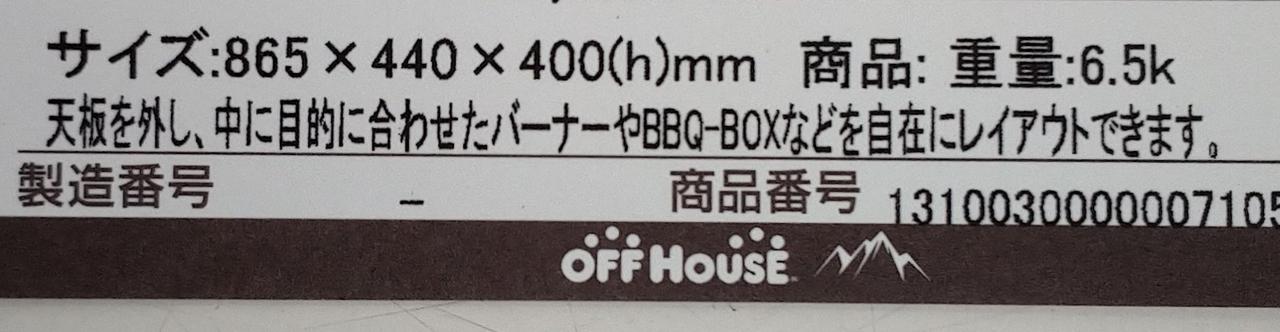 サイズ:865×440×400(h)mm 商品: 重量:6.5k
天板を外し、中に目的に合わせたバーナーやBBQ-BOXなどを自在にレイアウトできます。
製造番号 – 商品番号 1310030000007105
OFF HOUSE